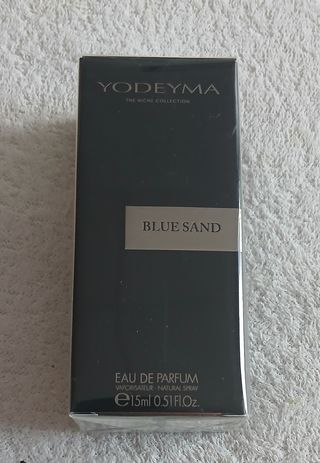 YODEYMA
THE NICHE COLLECTION
BLUE SAND
EAU DE PARFUM
VAPORISATEUR - NATURAL SPRAY
℮15ml 0.51Fl.Oz.